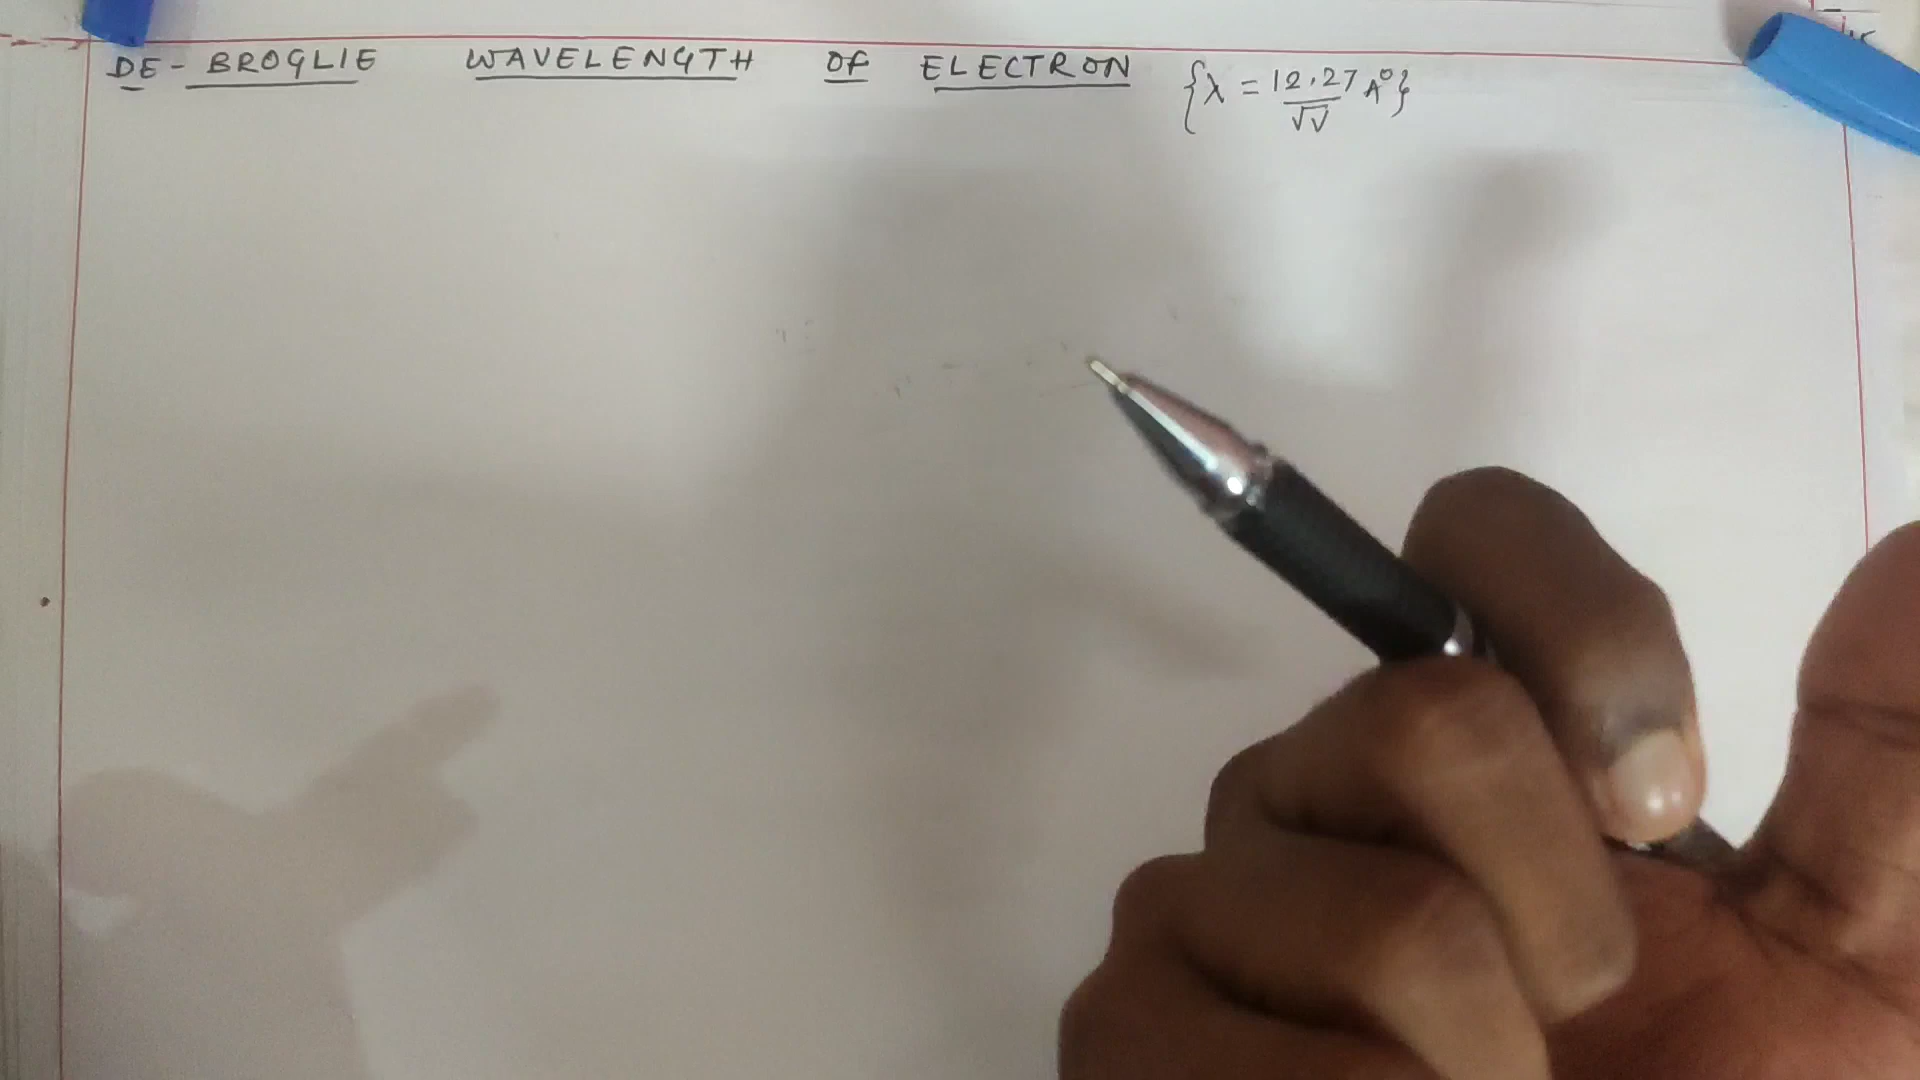 DE-BROGLIE WAVELENGTH OF ELECTRON {λ = 12.27/√V A°}